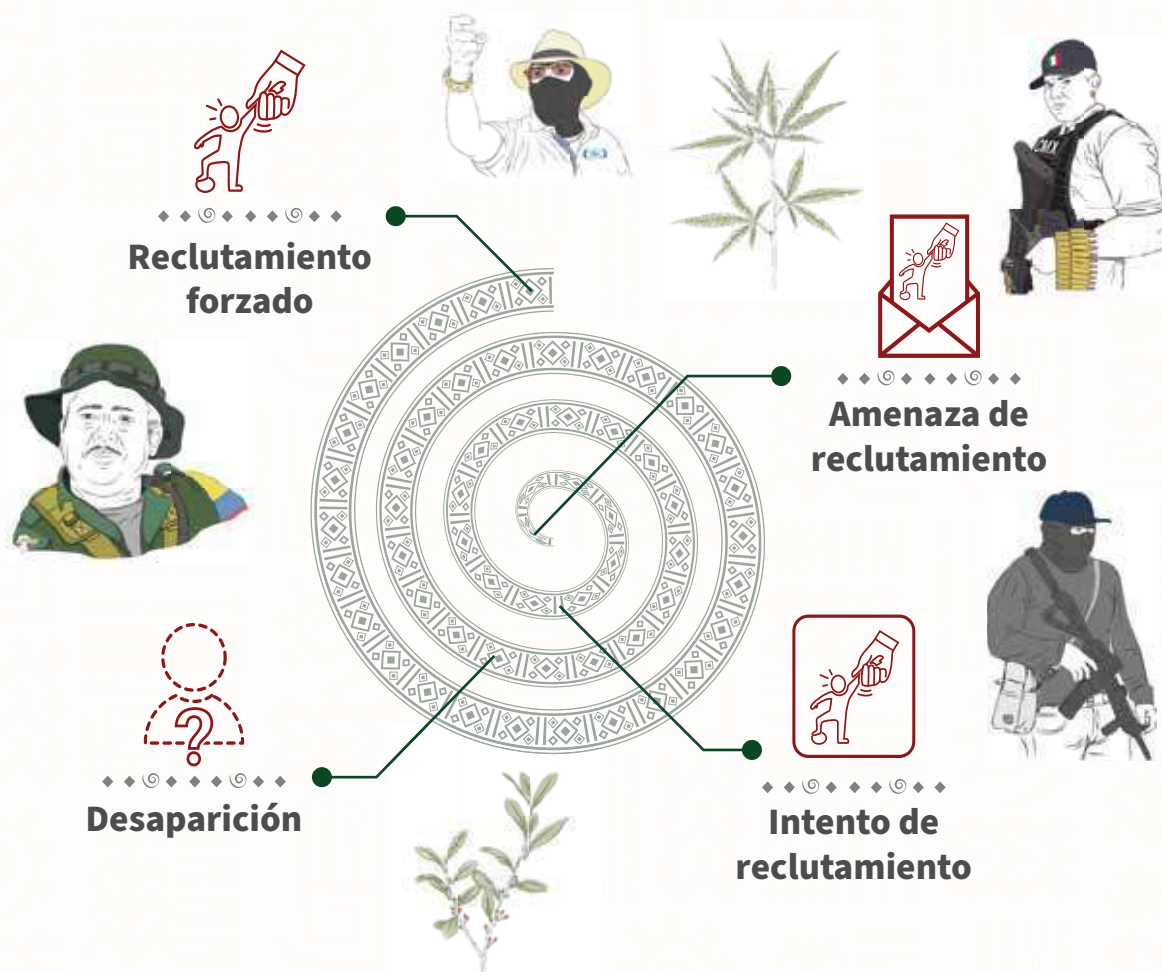 Reclutamiento
forzado
Amenaza de
reclutamiento
Desaparición
?
Intento de
reclutamiento